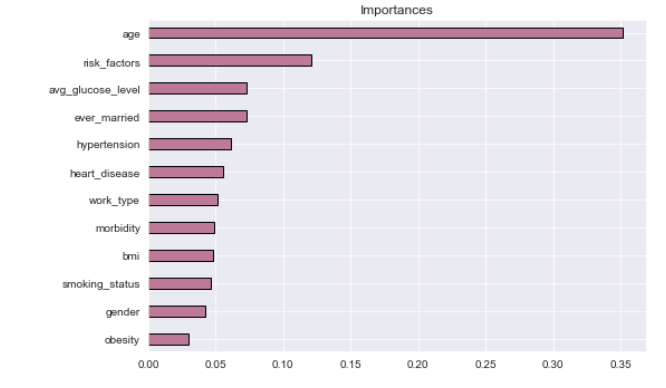 Importances
age
risk_factors
avg_glucose_level
ever_married
hypertension
heart_disease
work_type
morbidity
bmi
smoking_status
gender
obesity
0.00 0.05 0.10 0.15 0.20 0.25 0.30 0.35